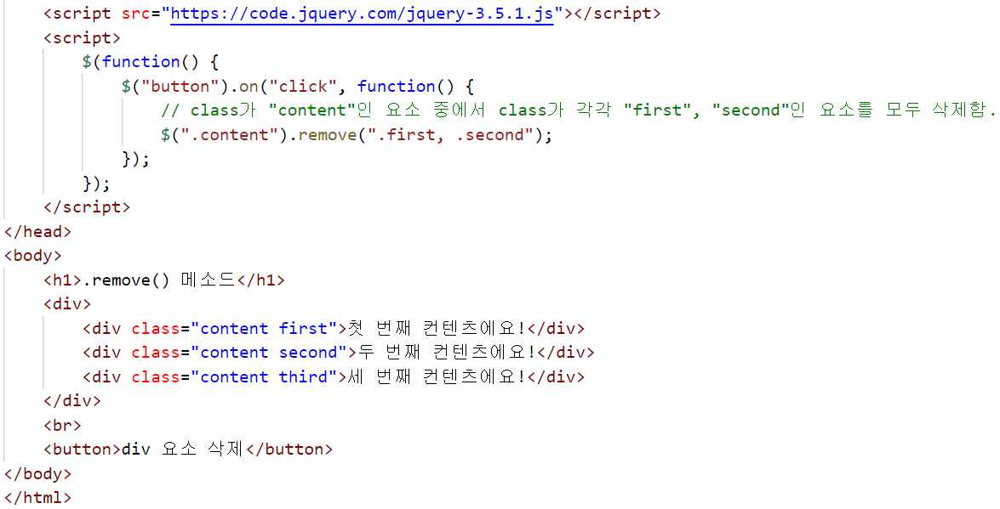 <script src="https://code.jquery.com/jquery-3.5.1.js"></script>
<script>
$(function() {
$("button").on("click", function() {
// class가 "content"인 요소 중에서 class가 각각 "first", "second"인 요소를 모두 삭제함.
$(".content").remove(".first, .second");
});
});
</script>
</head>
<body>
<h1>.remove() 메소드</h1>
<div>
<div class="content first">첫 번째 컨텐츠에요!</div>
<div class="content second">두 번째 컨텐츠에요!</div>
<div class="content third">세 번째 컨텐츠에요!</div>
</div>
<br>
<button>div 요소 삭제</button>
</body>
</html>